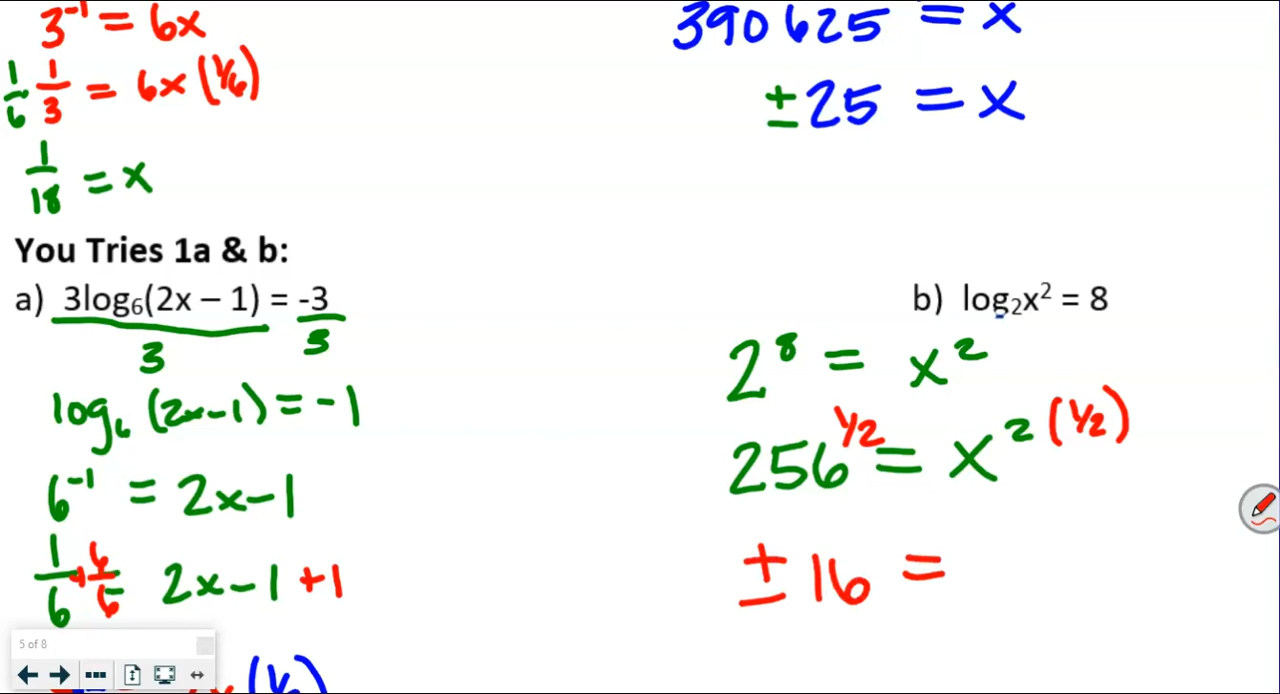 3⁻¹ = 6x
1/6 1/3 = 6x (1/6)
1/18 = x
390625 = x
±25 = x
You Tries 1a & b:
a) 3log₆(2x – 1) = -3
3 3
log₆ (2x-1) = -1
6⁻¹ = 2x-1
1/6 + 6/6 2x-1 +1
(1/2)
b) log₂x² = 8
2⁸ = x²
256^1/2 = x² (1/2)
±16 =
5 of 8